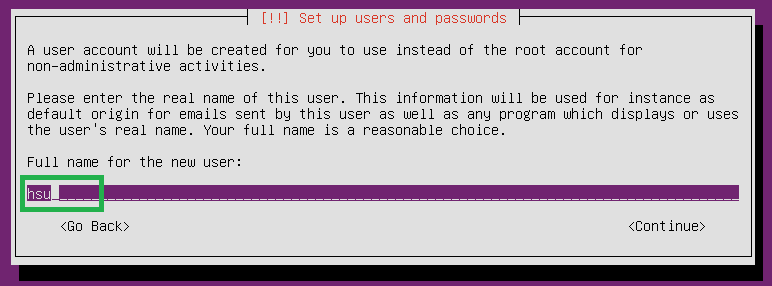 [!!] Set up users and passwords
A user account will be created for you to use instead of the root account for
non-administrative activities.
Please enter the real name of this user. This information will be used for instance as
default origin for emails sent by this user as well as any program which displays or uses
the user's real name. Your full name is a reasonable choice.
Full name for the new user:
hsu
<Go Back> <Continue>